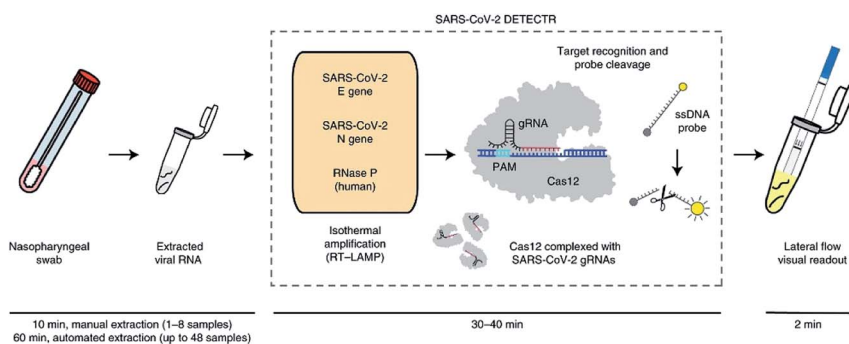 SARS-CoV-2 DETECTR
SARS-CoV-2
E gene
SARS-CoV-2
N gene
RNase P
(human)
Isothermal
amplification
(RT–LAMP)
Target recognition and
probe cleavage
gRNA
PAM
Cas12
ssDNA
probe
Cas12 complexed with
SARS-CoV-2 gRNAs
Nasopharyngeal
swab
Extracted
viral RNA
Lateral flow
visual readout
10 min, manual extraction (1–8 samples)
60 min, automated extraction (up to 48 samples)
30–40 min
2 min